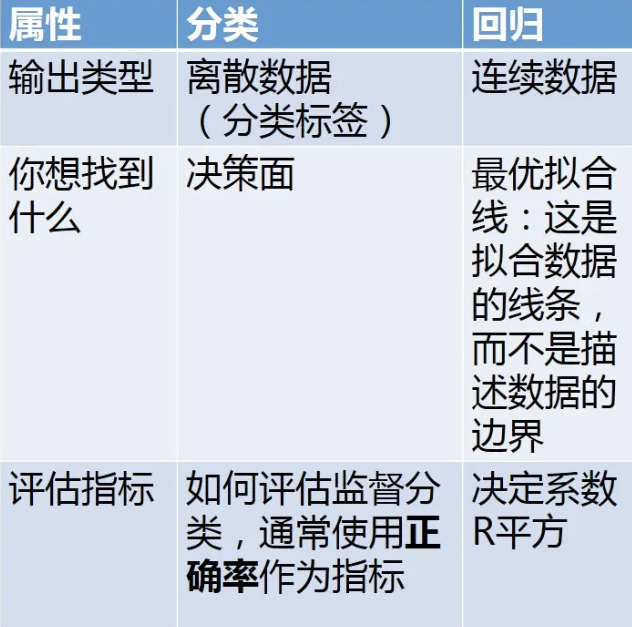 属性
分类
回归
输出类型
离散数据
（分类标签）
连续数据
你想找到
什么
决策面
最优拟合
线：这是
拟合数据
的线条，
而不是描
述数据的
边界
评估指标
如何评估监督分
类，通常使用正
确率作为指标
决定系数
R平方